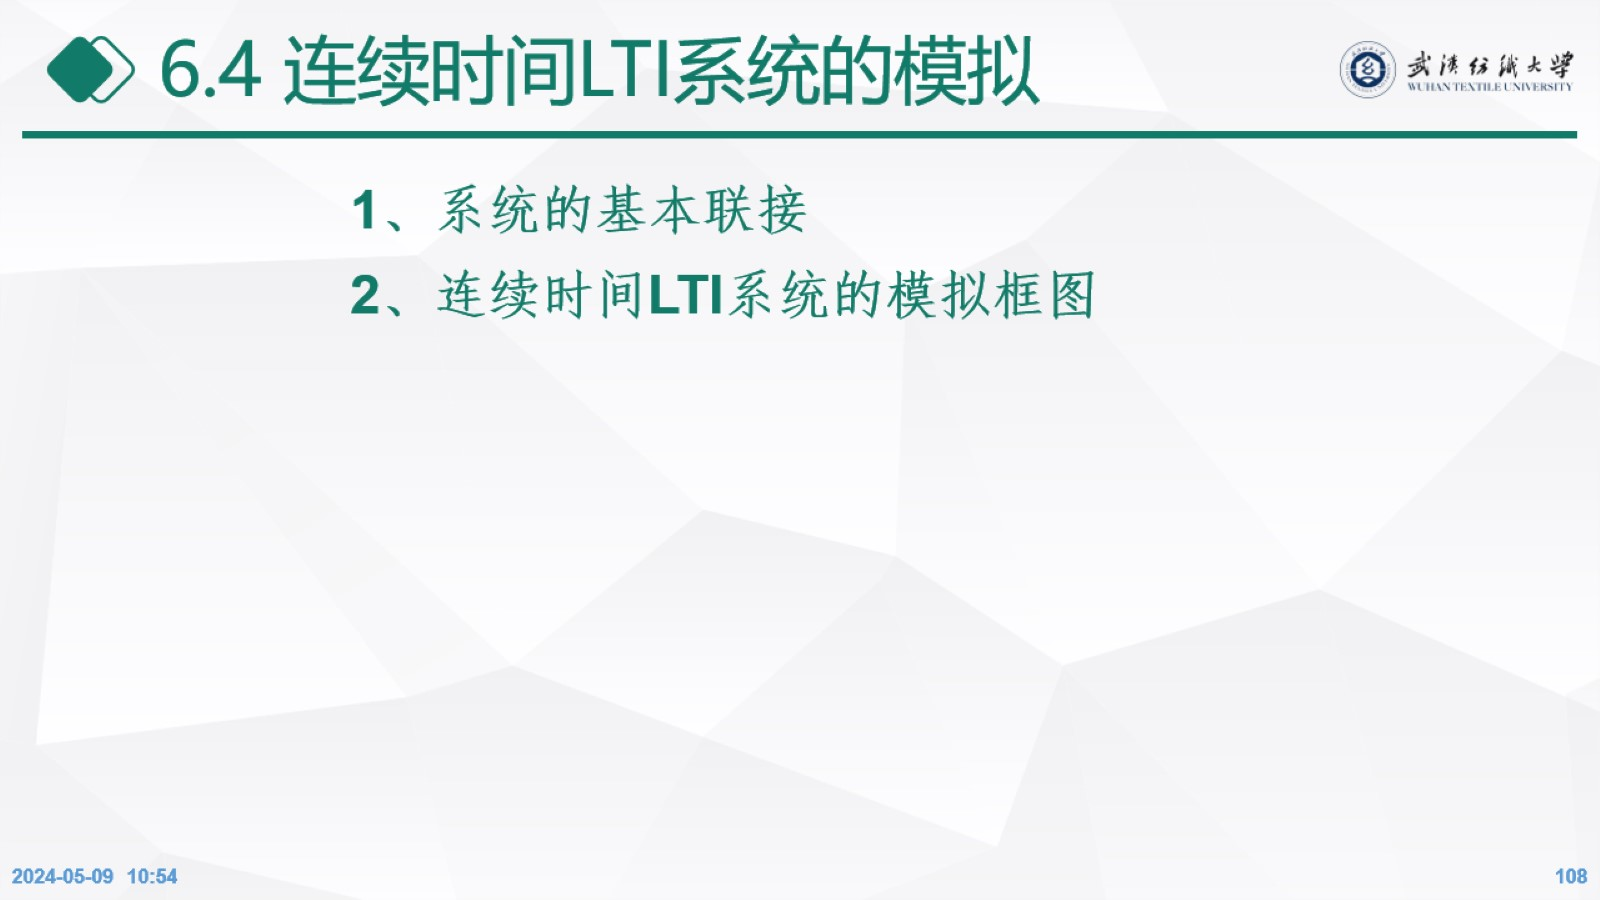 6.4 连续时间LTI系统的模拟
武汉纺织大学
WUHAN TEXTILE UNIVERSITY
1、系统的基本联接
2、连续时间LTI系统的模拟框图
2024-05-09 10:54
108